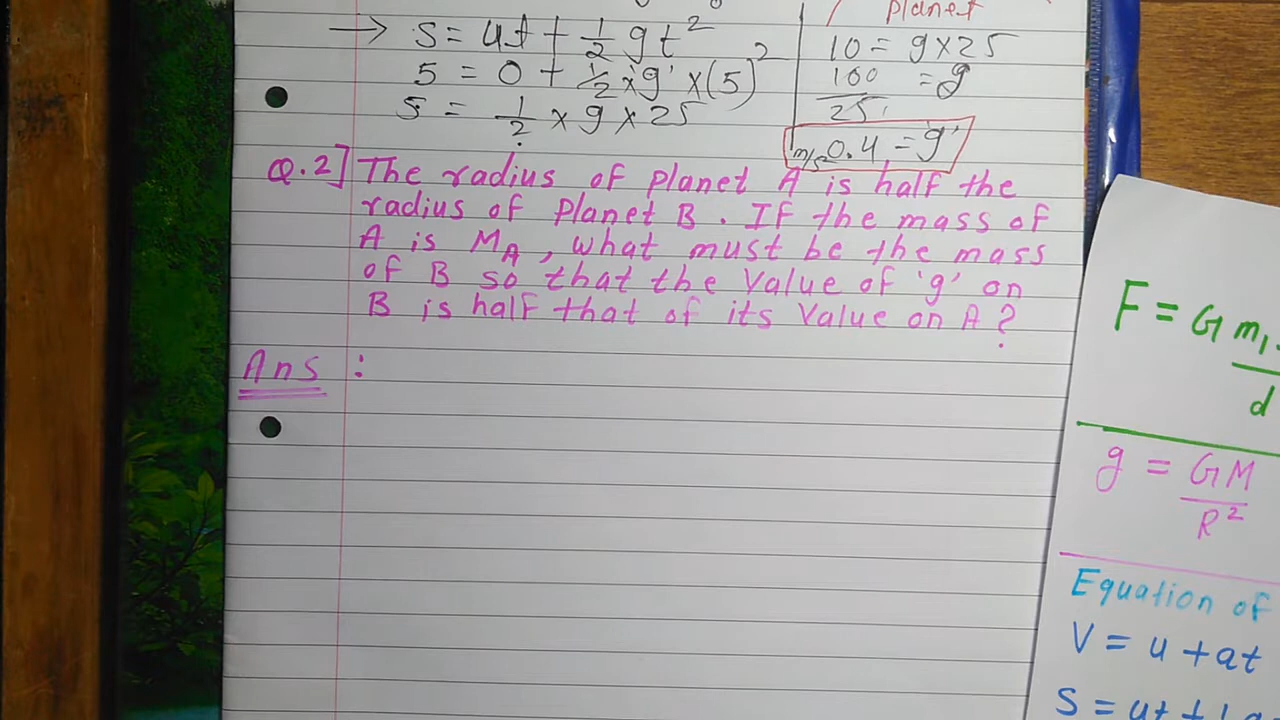 → S = ut + 1/2 gt²
5 = 0 + 1/2 × g' × (5)²
5 = 1/2 × g × 25
Planet
10 = g × 25
100/25 = g
m/s² 0.4 = g'
Q.2] The radius of planet A is half the
radius of Planet B. If the mass of
A is M_A, what must be the mass
of B so that the Value of 'g' on
B is half that of its Value on A?
Ans :
F = G m₁.
d
g = GM/R²
Equation of
V = u + at
S = ut +